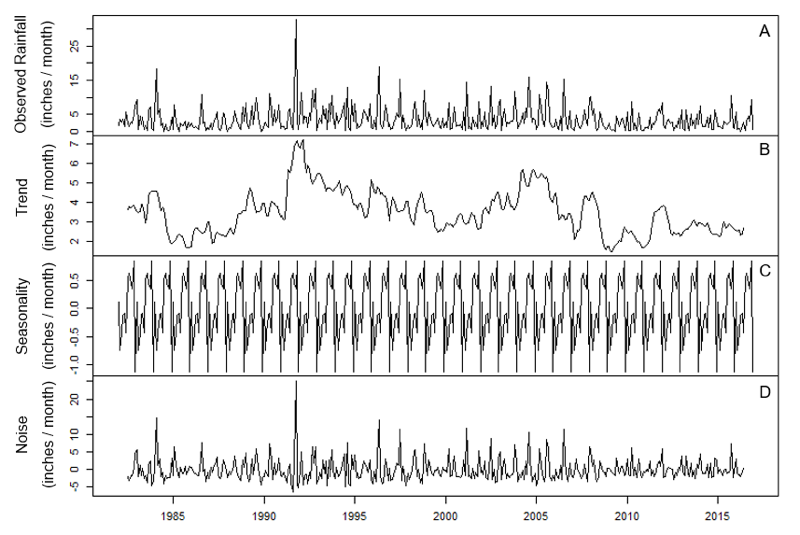 Observed Rainfall
(inches / month)
A
25
15
5
0
Trend
(inches / month)
B
7
6
5
4
3
2
Seasonality
(inches / month)
C
0.5
0.0
-0.5
-1.0
Noise
(inches / month)
D
20
10
5
0
-5
1985 1990 1995 2000 2005 2010 2015